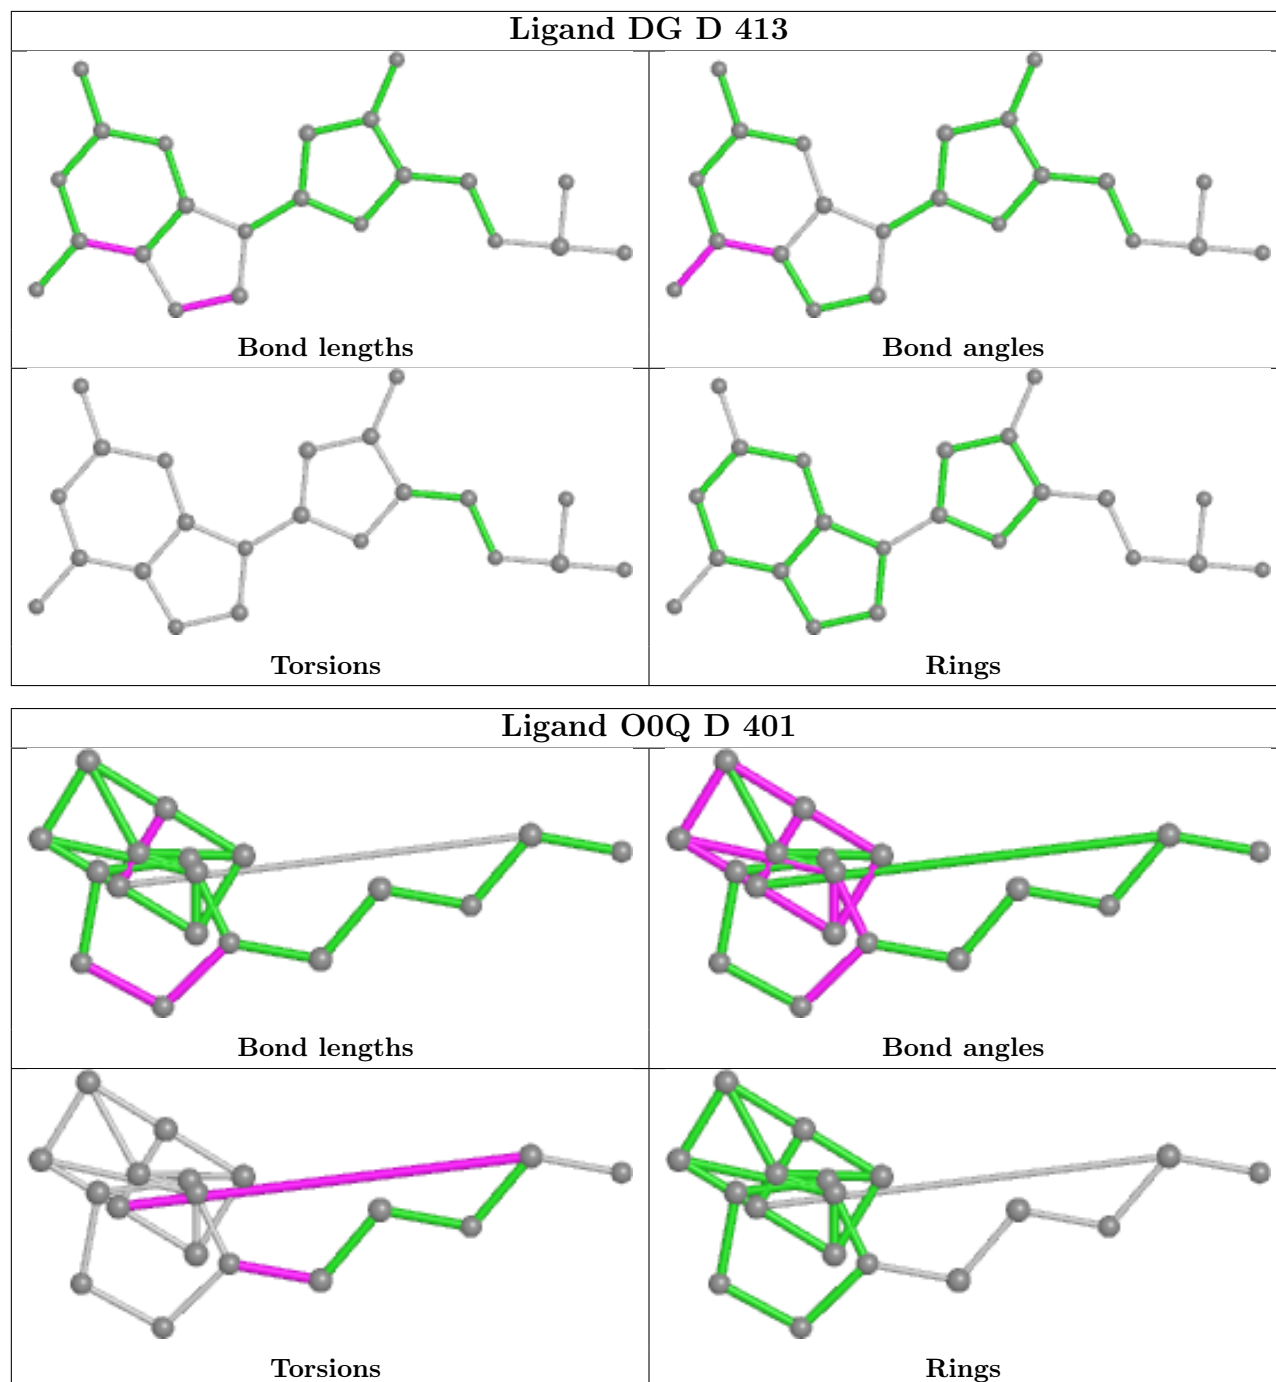 Ligand DG D 413
Bond lengths
Bond angles
Torsions
Rings
Ligand O0Q D 401
Bond lengths
Bond angles
Torsions
Rings